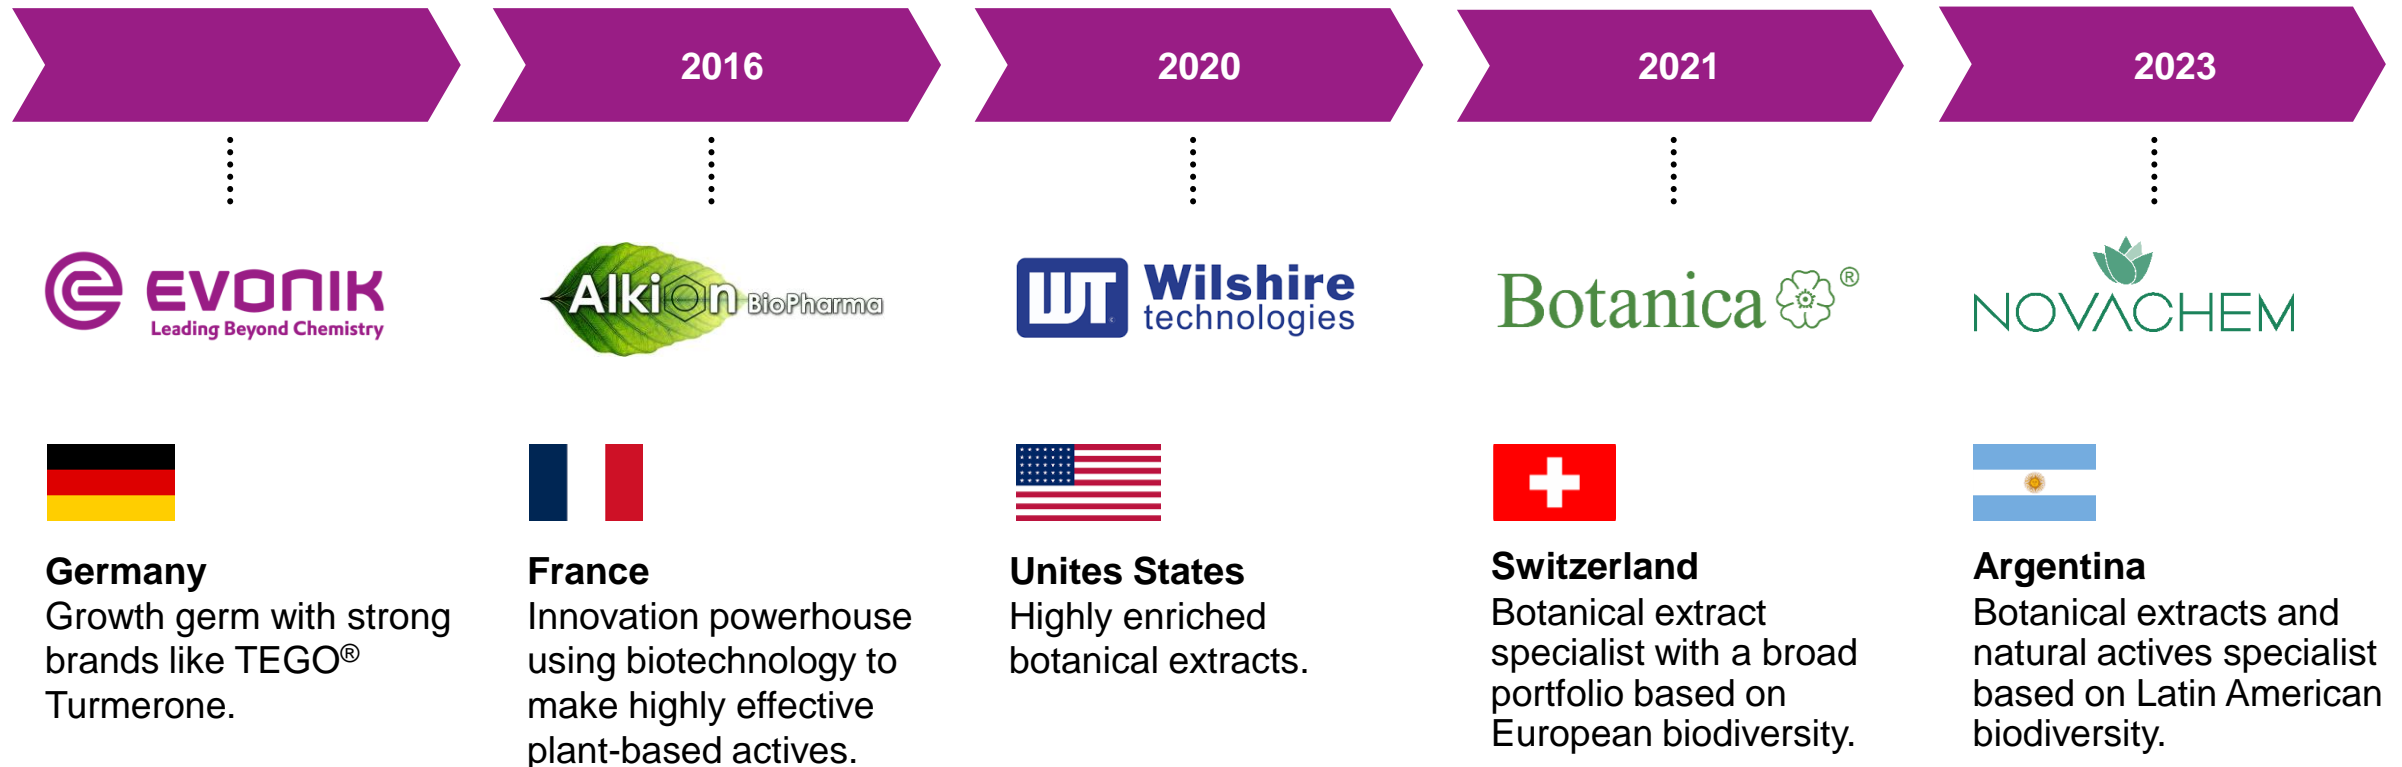 2016
2020
2021
2023
EVONIK
Leading Beyond Chemistry
Alkion BioPharma
WT Wilshire
technologies
Botanica ®
NOVACHEM
Germany
Growth germ with strong
brands like TEGO®
Turmerone.
France
Innovation powerhouse
using biotechnology to
make highly effective
plant-based actives.
Unites States
Highly enriched
botanical extracts.
Switzerland
Botanical extract
specialist with a broad
portfolio based on
European biodiversity.
Argentina
Botanical extracts and
natural actives specialist
based on Latin American
biodiversity.